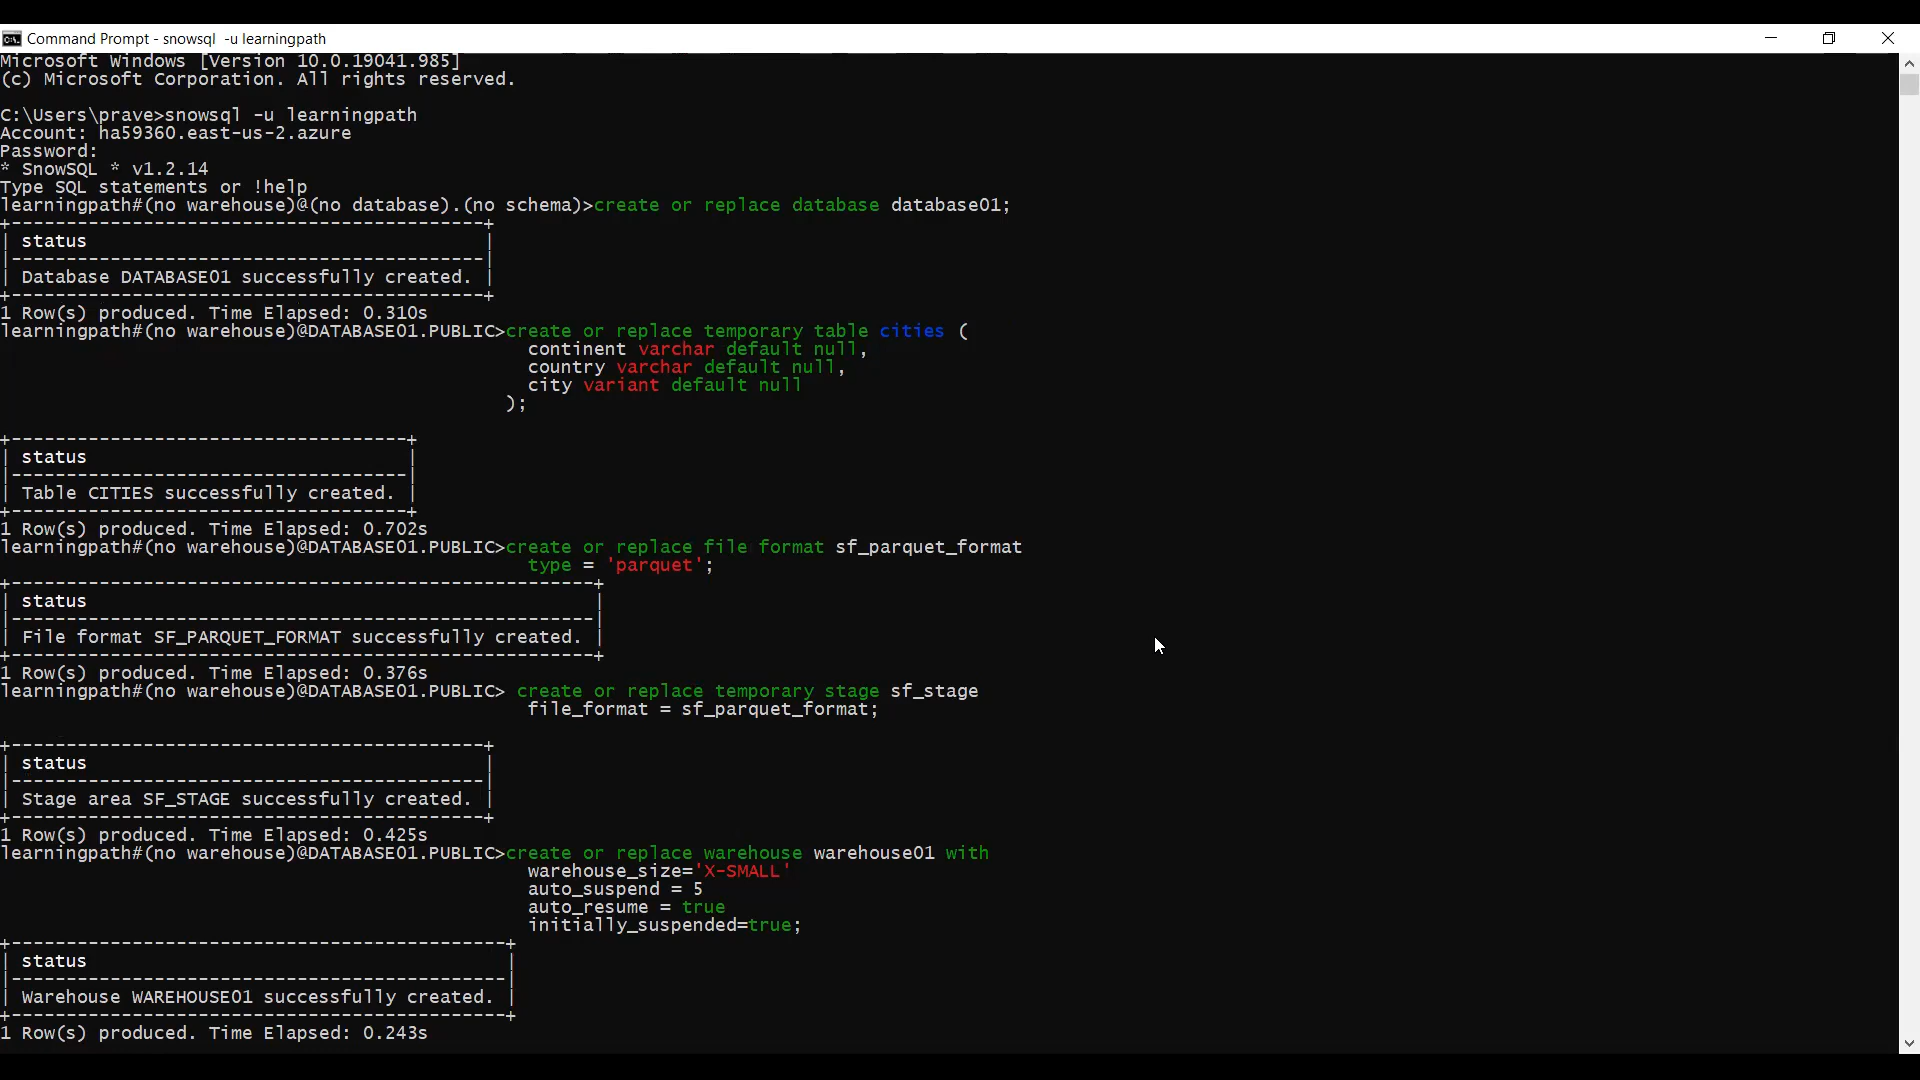 Command Prompt - snowsql  -u learningpath
Microsoft Windows [Version 10.0.19041.985]
(c) Microsoft Corporation. All rights reserved.
C:\Users\prave>snowsql -u learningpath
Account: ha59360.east-us-2.azure
Password:
* SnowSQL * v1.2.14
Type SQL statements or !help
learningpath#(no warehouse)@(no database).(no schema)>create or replace database database01;
+-------------------------------------------+
| status                                    |
|-------------------------------------------|
| Database DATABASE01 successfully created. |
+-------------------------------------------+
1 Row(s) produced. Time Elapsed: 0.310s
learningpath#(no warehouse)@DATABASE01.PUBLIC>create or replace temporary table cities (
continent varchar default null,
country varchar default null,
city variant default null
);
+------------------------------------+
| status                             |
|------------------------------------|
| Table CITIES successfully created. |
+------------------------------------+
1 Row(s) produced. Time Elapsed: 0.702s
learningpath#(no warehouse)@DATABASE01.PUBLIC>create or replace file format sf_parquet_format
type = 'parquet';
+-----------------------------------------------------+
| status                                              |
|-----------------------------------------------------|
| File format SF_PARQUET_FORMAT successfully created. |
+-----------------------------------------------------+
1 Row(s) produced. Time Elapsed: 0.376s
learningpath#(no warehouse)@DATABASE01.PUBLIC> create or replace temporary stage sf_stage
file_format = sf_parquet_format;
+-------------------------------------------+
| status                                    |
|-------------------------------------------|
| Stage area SF_STAGE successfully created. |
+-------------------------------------------+
1 Row(s) produced. Time Elapsed: 0.425s
learningpath#(no warehouse)@DATABASE01.PUBLIC>create or replace warehouse warehouse01 with
warehouse_size='X-SMALL'
auto_suspend = 5
auto_resume = true
initially_suspended=true;
+---------------------------------------------+
| status                                      |
|---------------------------------------------|
| Warehouse WAREHOUSE01 successfully created. |
+---------------------------------------------+
1 Row(s) produced. Time Elapsed: 0.243s